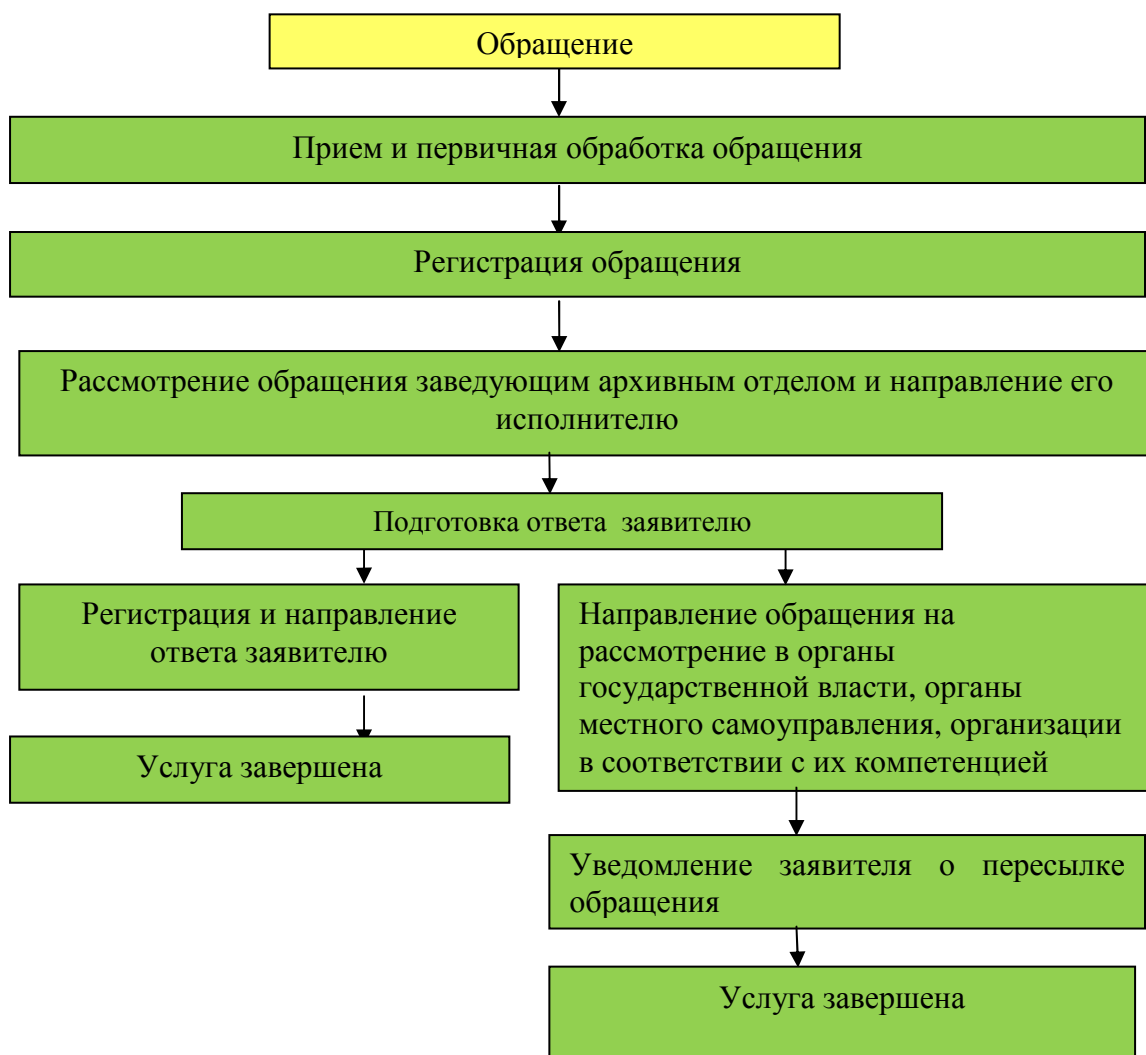 Обращение
Прием и первичная обработка обращения
Регистрация обращения
Рассмотрение обращения заведующим архивным отделом и направление его
исполнителю
Подготовка ответа заявителю
Регистрация и направление
ответа заявителю
Услуга завершена
Направление обращения на
рассмотрение в органы
государственной власти, органы
местного самоуправления, организации
в соответствии с их компетенцией
Уведомление заявителя о пересылке
обращения
Услуга завершена